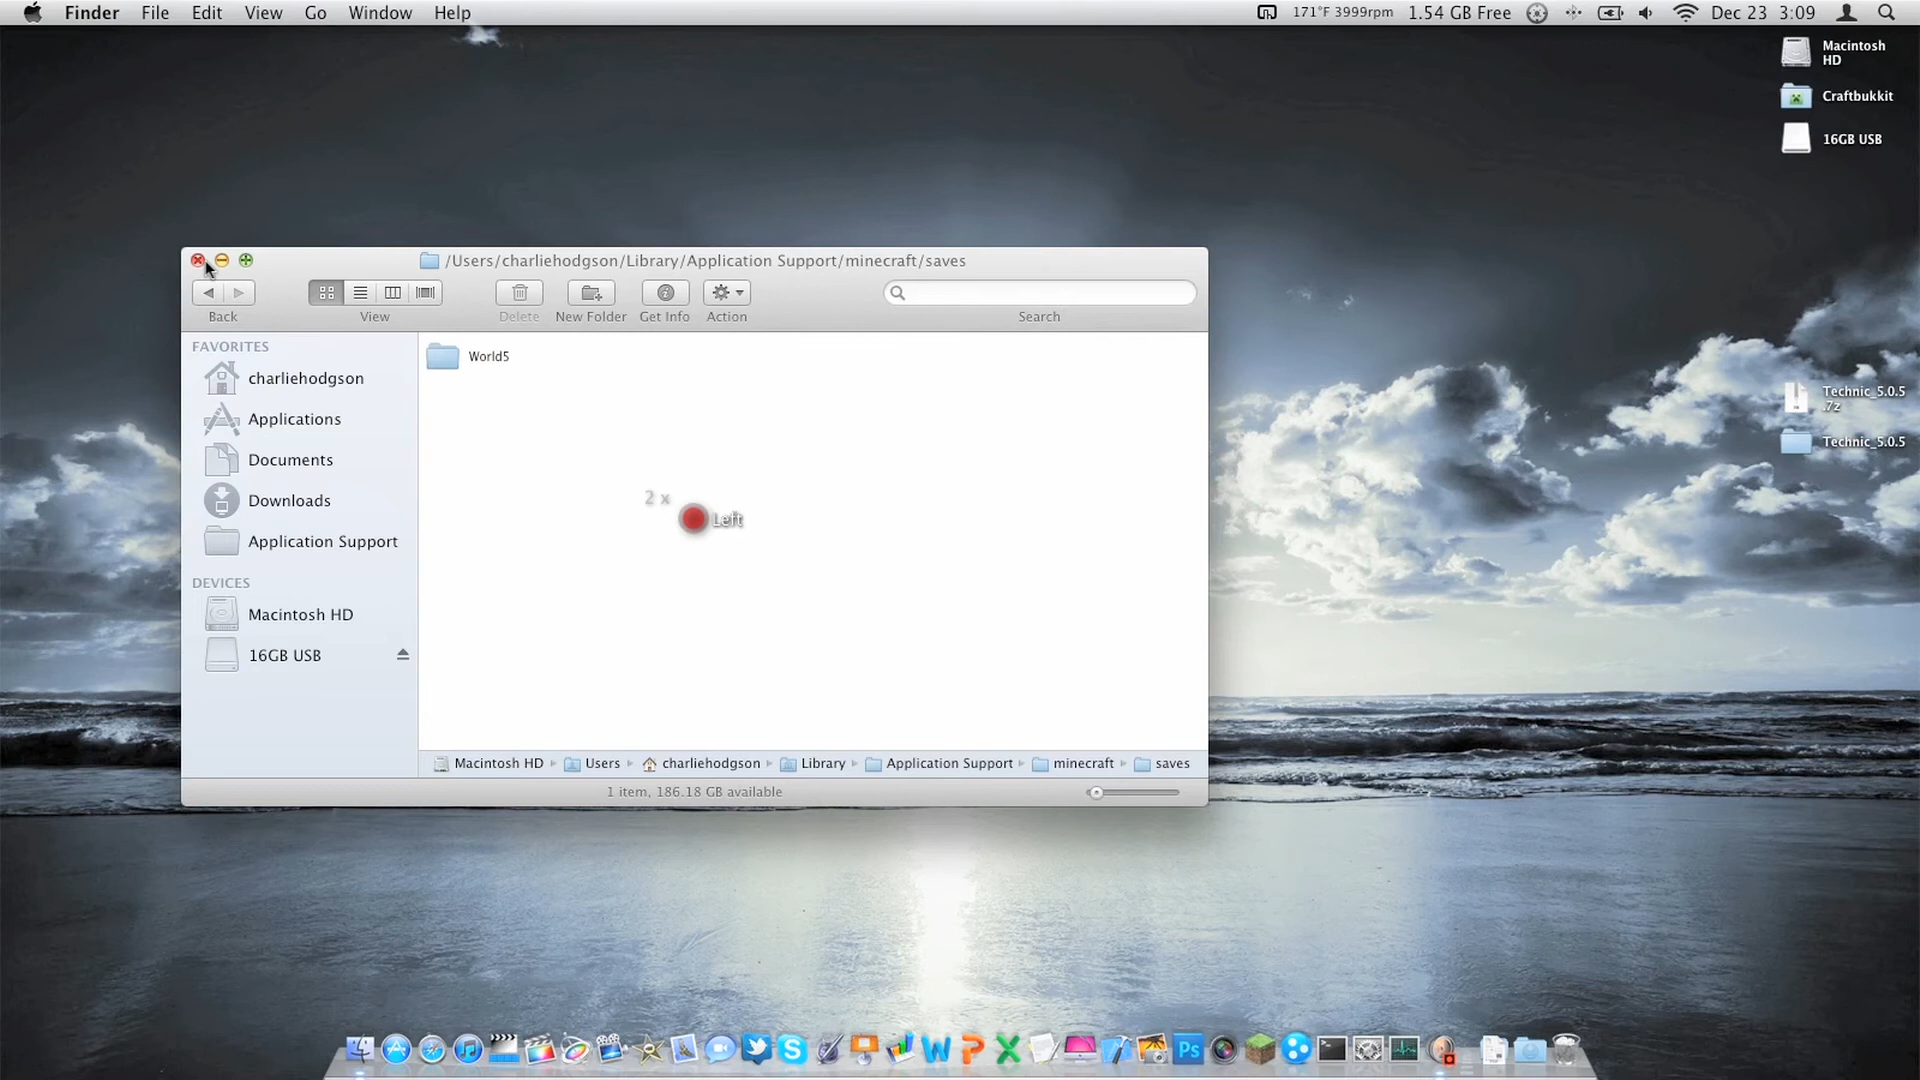 Finder File Edit View Go Window Help
171°F 3999rpm 1.54 GB Free Dec 23 3:09
Macintosh HD
Craftbukkit
16GB USB
/Users/charliehodgson/Library/Application Support/minecraft/saves
Back View Delete New Folder Get Info Action Search
FAVORITES
charliehodgson
Applications
Documents
Downloads
Application Support
DEVICES
Macintosh HD
16GB USB
World5
2 x
Left
Macintosh HD Users charliehodgson Library Application Support minecraft saves
1 item, 186.18 GB available
Technic_5.0.5
.7z
Technic_5.0.5
Ps